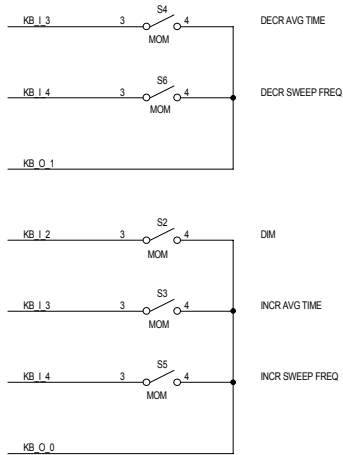 S4
KB_I_3 3 4 DECR AVG TIME
MOM
S6
KB_I_4 3 4 DECR SWEEP FREQ
MOM
KB_O_1
S2
KB_I_2 3 4 DIM
MOM
S3
KB_I_3 3 4 INCR AVG TIME
MOM
S5
KB_I_4 3 4 INCR SWEEP FREQ
MOM
KB_O_0